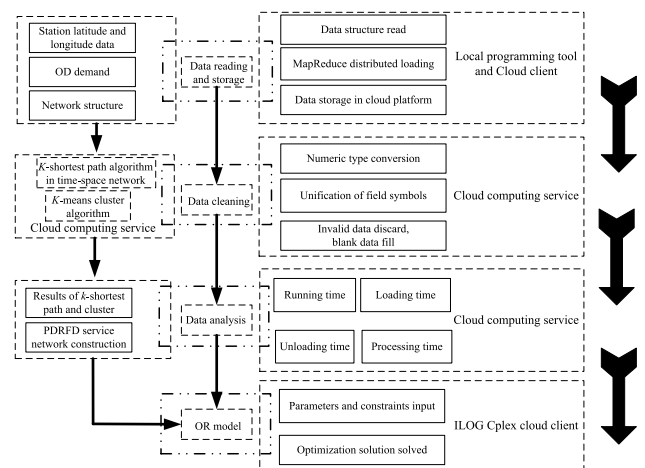 Station latitude and
longitude data
OD demand
Network structure
Data reading
and storage
Data structure read
MapReduce distributed loading
Data storage in cloud platform
Local programming tool
and Cloud client
K-shortest path algorithm
in time-space network
K-means cluster
algorithm
Cloud computing service
Data cleaning
Numeric type conversion
Unification of field symbols
Invalid data discard,
blank data fill
Cloud computing service
Results of k-shortest
path and cluster
PDRFD service
network construction
Data analysis
Running time
Loading time
Unloading time
Processing time
Cloud computing service
OR model
Parameters and constraints input
Optimization solution solved
ILOG Cplex cloud client